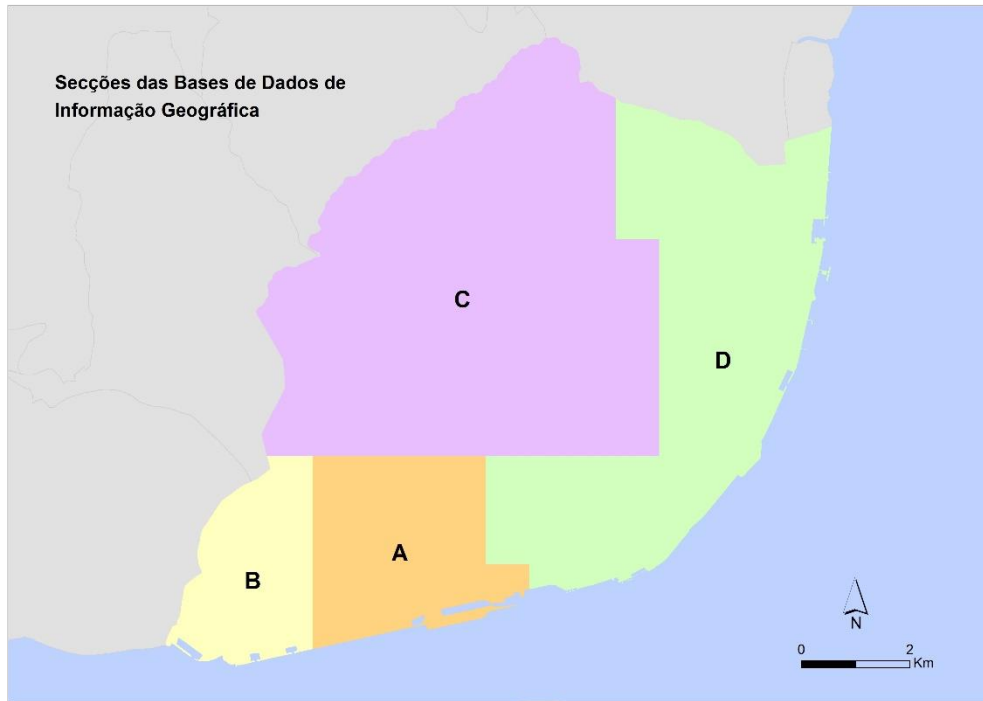 Secções das Bases de Dados de
Informação Geográfica
C
D
A
B
N
0 2
Km